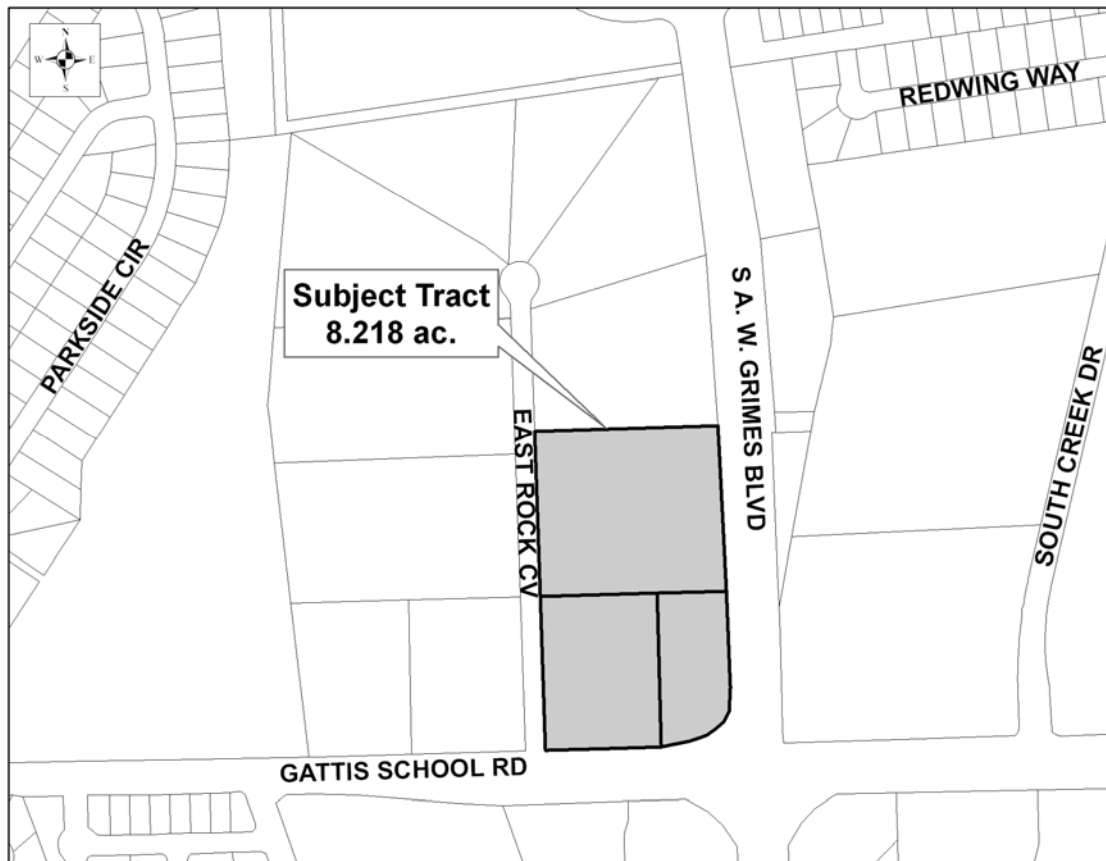 N
W E
S
REDWING WAY
PARKSIDE CIR
Subject Tract
8.218 ac.
S A. W. GRIMES BLVD
EAST ROCK CV
SOUTH CREEK DR
GATTIS SCHOOL RD